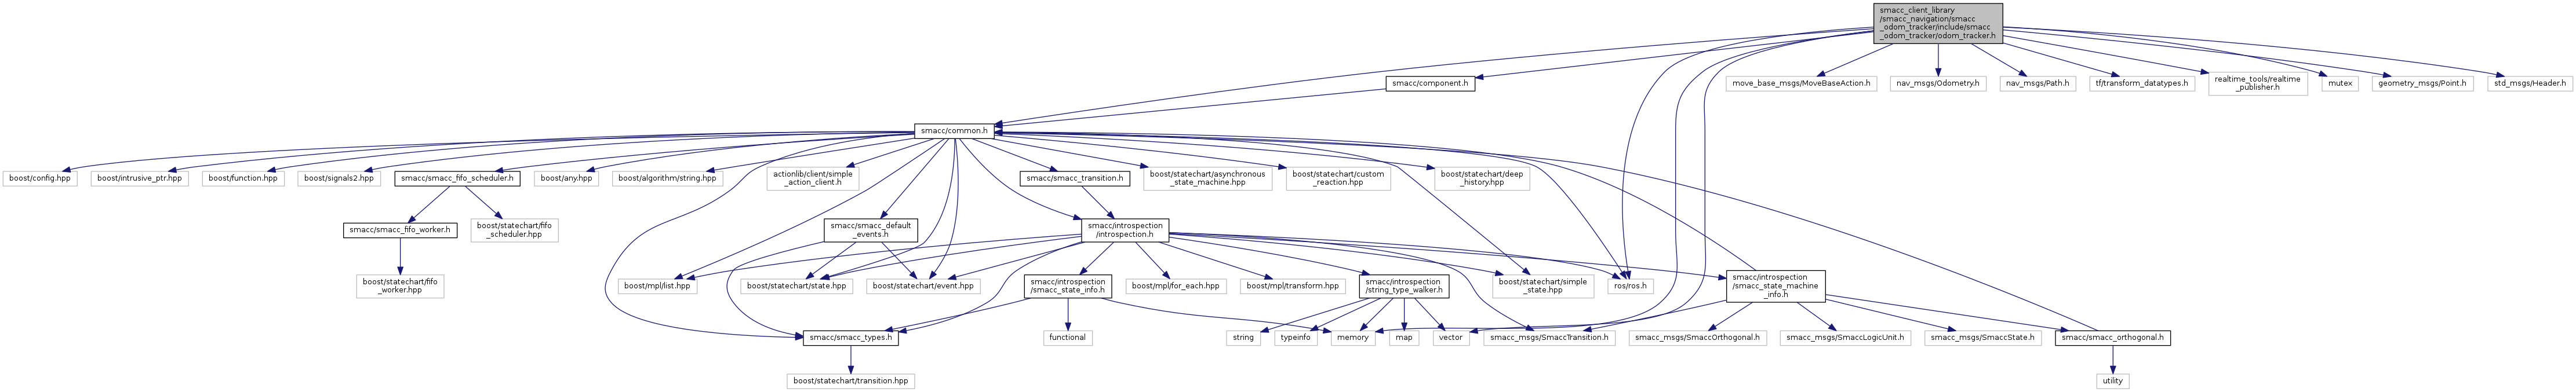 smacc_client_library
/smacc_navigation/smacc
_odom_tracker/include/smacc
_odom_tracker/odom_tracker.h
smacc/component.h
move_base_msgs/MoveBaseAction.h
nav_msgs/Odometry.h
nav_msgs/Path.h
tf/transform_datatypes.h
realtime_tools/realtime
_publisher.h
mutex
geometry_msgs/Point.h
std_msgs/Header.h
smacc/common.h
boost/config.hpp
boost/intrusive_ptr.hpp
boost/function.hpp
boost/signals2.hpp
smacc/smacc_fifo_scheduler.h
boost/any.hpp
boost/algorithm/string.hpp
actionlib/client/simple
_action_client.h
smacc/smacc_transition.h
boost/statechart/asynchronous
_state_machine.hpp
boost/statechart/custom
_reaction.hpp
boost/statechart/deep
_history.hpp
smacc/smacc_fifo_worker.h
boost/statechart/fifo
_scheduler.hpp
smacc/smacc_default
_events.h
smacc/introspection
/introspection.h
boost/statechart/fifo
_worker.hpp
boost/mpl/list.hpp
boost/statechart/state.hpp
boost/statechart/event.hpp
smacc/introspection
/smacc_state_info.h
boost/mpl/for_each.hpp
boost/mpl/transform.hpp
smacc/introspection
/string_type_walker.h
boost/statechart/simple
_state.hpp
ros/ros.h
smacc/introspection
/smacc_state_machine
_info.h
smacc/smacc_types.h
functional
string
typeinfo
memory
map
vector
smacc_msgs/SmaccTransition.h
smacc_msgs/SmaccOrthogonal.h
smacc_msgs/SmaccLogicUnit.h
smacc_msgs/SmaccState.h
smacc/smacc_orthogonal.h
boost/statechart/transition.hpp
utility